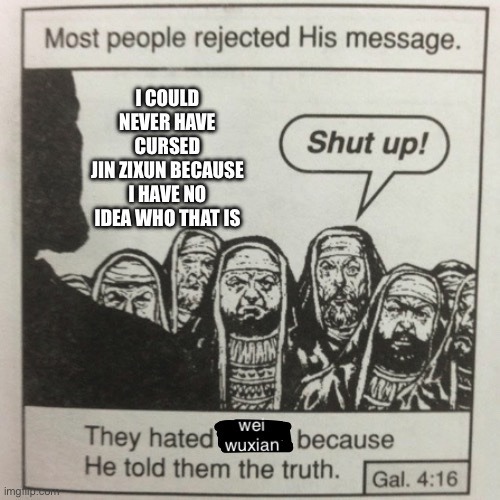 Most people rejected His message.
I COULD
NEVER HAVE
CURSED
JIN ZIXUN BECAUSE
I HAVE NO
IDEA WHO THAT IS
Shut up!
They hated wei wuxian because
He told them the truth.
Gal. 4:16
imgflip.com